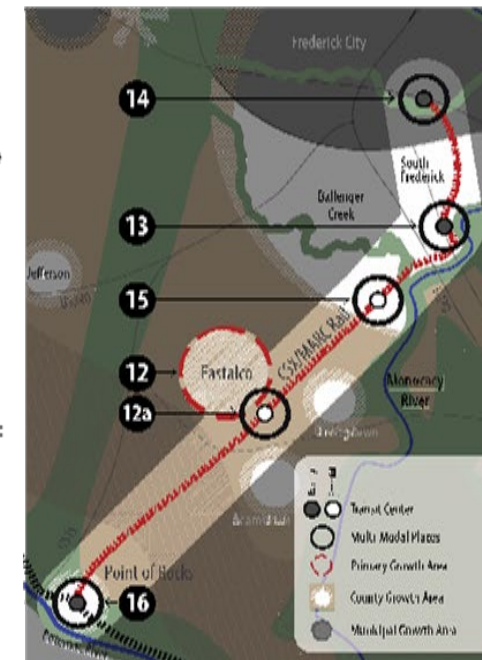 Frederick City
14
South
Frederick
Ballenger
Creek
13
Jefferson
15
CSX/MARC Rail
12
Eastalco
Monocacy
River
12a
Transit Center
Multi Modal Places
Primary Growth Area
County Growth Area
Municipal Growth Area
Point of Rocks
16